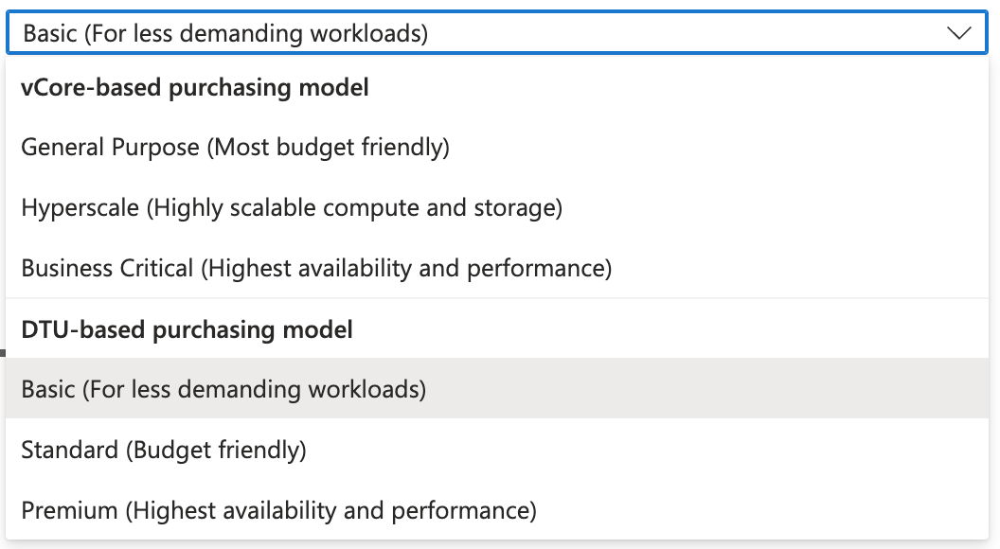 Basic (For less demanding workloads)
vCore-based purchasing model
General Purpose (Most budget friendly)
Hyperscale (Highly scalable compute and storage)
Business Critical (Highest availability and performance)
DTU-based purchasing model
Basic (For less demanding workloads)
Standard (Budget friendly)
Premium (Highest availability and performance)